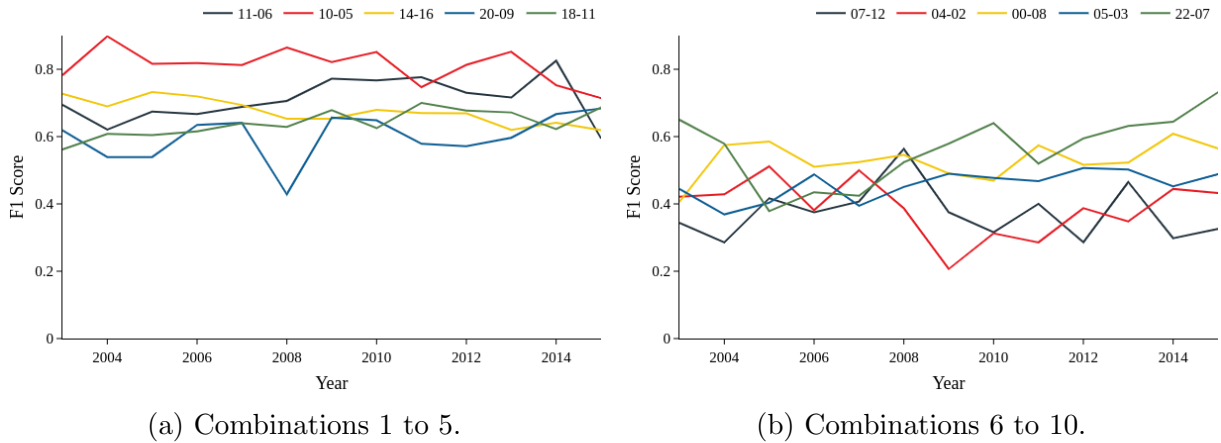 11-06 10-05 14-16 20-09 18-11
F1 Score
0.8
0.6
0.4
0.2
0
2004 2006 2008 2010 2012 2014
Year
(a) Combinations 1 to 5.
07-12 04-02 00-08 05-03 22-07
F1 Score
0.8
0.6
0.4
0.2
0
2004 2006 2008 2010 2012 2014
Year
(b) Combinations 6 to 10.